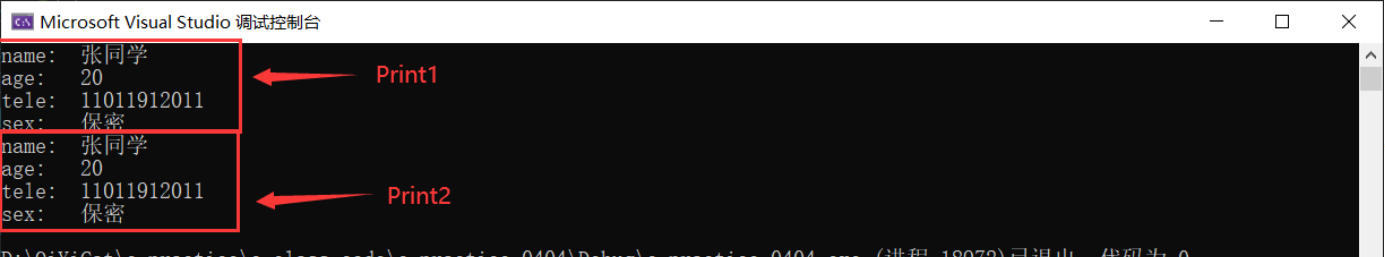 Microsoft Visual Studio 调试控制台
name: 张同学
age: 20
tele: 11011912011
sex: 保密
Print1
name: 张同学
age: 20
tele: 11011912011
sex: 保密
Print2